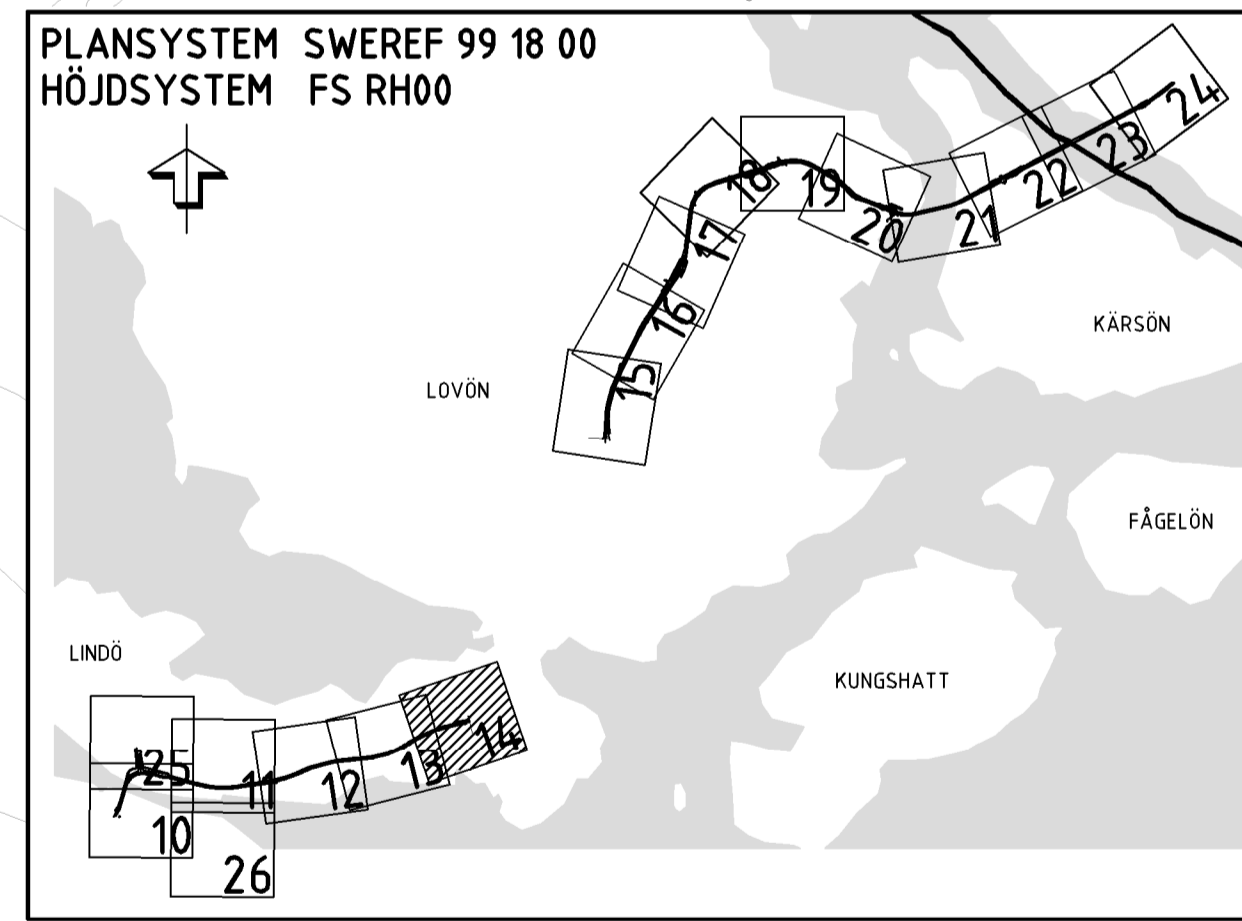 PLANSYSTEM SWEREF 99 18 00
HÖJDSYSTEM FS RH00
24
23
22
21
20
19
18
17
16
15
KÄRSÖN
LOVÖN
FÅGELÖN
LINDÖ
KUNGSHATT
14
13
12
11
25
10
26